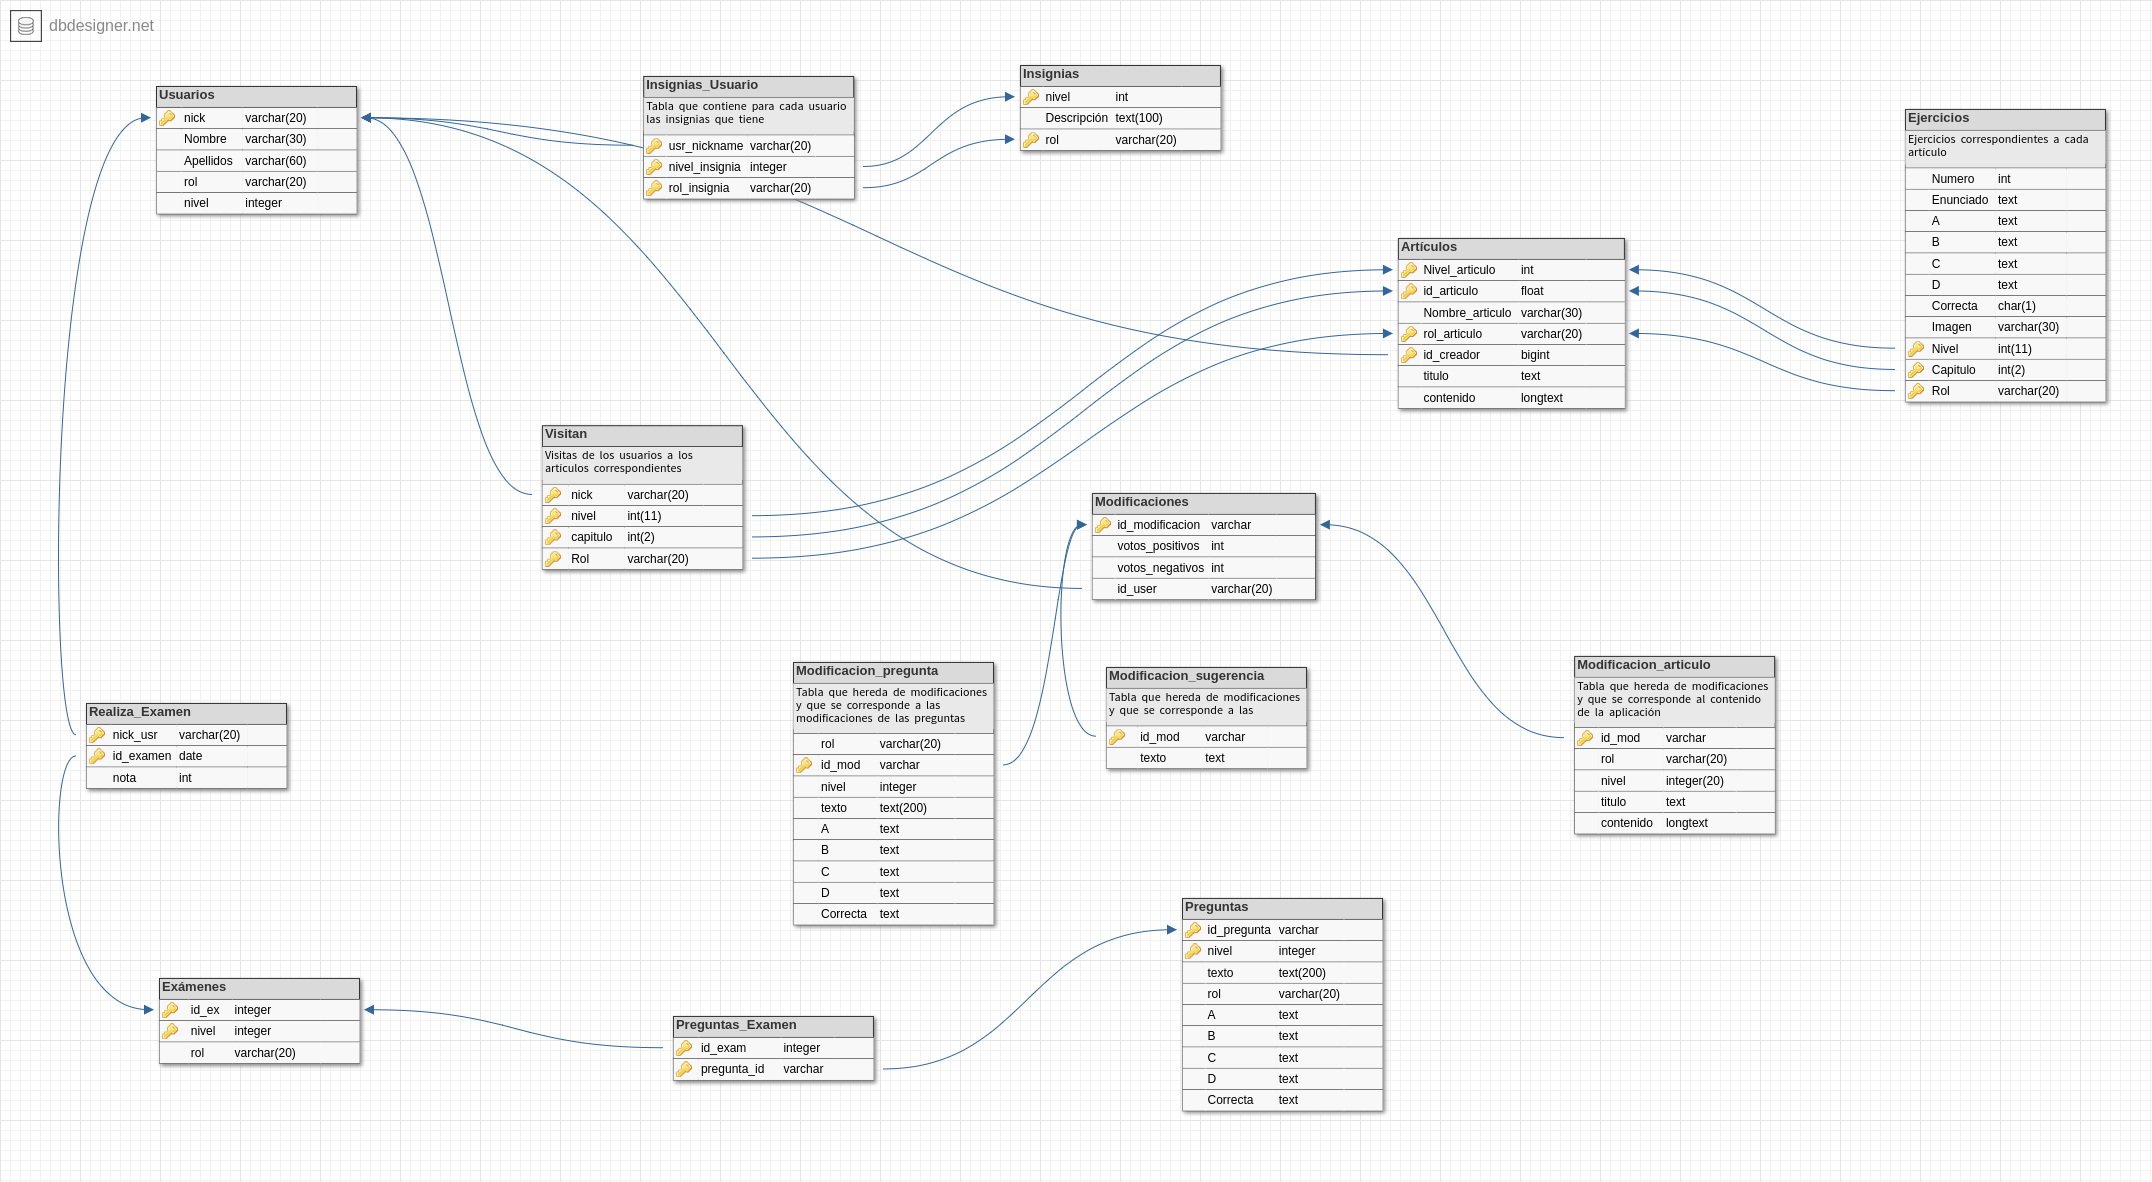 dbdesigner.net
Usuarios
nick varchar(20)
Nombre varchar(30)
Apellidos varchar(60)
rol varchar(20)
nivel integer
Insignias_Usuario
Tabla que contiene para cada usuario
las insignias que tiene
usr_nickname varchar(20)
nivel_insignia integer
rol_insignia varchar(20)
Insignias
nivel int
Descripción text(100)
rol varchar(20)
Ejercicios
Ejercicios correspondientes a cada
artículo
Numero int
Enunciado text
A text
B text
C text
D text
Correcta char(1)
Imagen varchar(30)
Nivel int(11)
Capitulo int(2)
Rol varchar(20)
Artículos
Nivel_articulo int
id_articulo float
Nombre_articulo varchar(30)
rol_articulo varchar(20)
id_creador bigint
titulo text
contenido longtext
Visitan
Visitas de los usuarios a los
artículos correspondientes
nick varchar(20)
nivel int(11)
capitulo int(2)
Rol varchar(20)
Modificaciones
id_modificacion varchar
votos_positivos int
votos_negativos int
id_user varchar(20)
Modificacion_pregunta
Tabla que hereda de modificaciones
y que se corresponde a las
modificaciones de las preguntas
rol varchar(20)
id_mod varchar
nivel integer
texto text(200)
A text
B text
C text
D text
Correcta text
Modificacion_sugerencia
Tabla que hereda de modificaciones
y que se corresponde a las
id_mod varchar
texto text
Modificacion_articulo
Tabla que hereda de modificaciones
y que se corresponde al contenido
de la aplicación
id_mod varchar
rol varchar(20)
nivel integer(20)
titulo text
contenido longtext
Realiza_Examen
nick_usr varchar(20)
id_examen date
nota int
Exámenes
id_ex integer
nivel integer
rol varchar(20)
Preguntas_Examen
id_exam integer
pregunta_id varchar
Preguntas
id_pregunta varchar
nivel integer
texto text(200)
rol varchar(20)
A text
B text
C text
D text
Correcta text